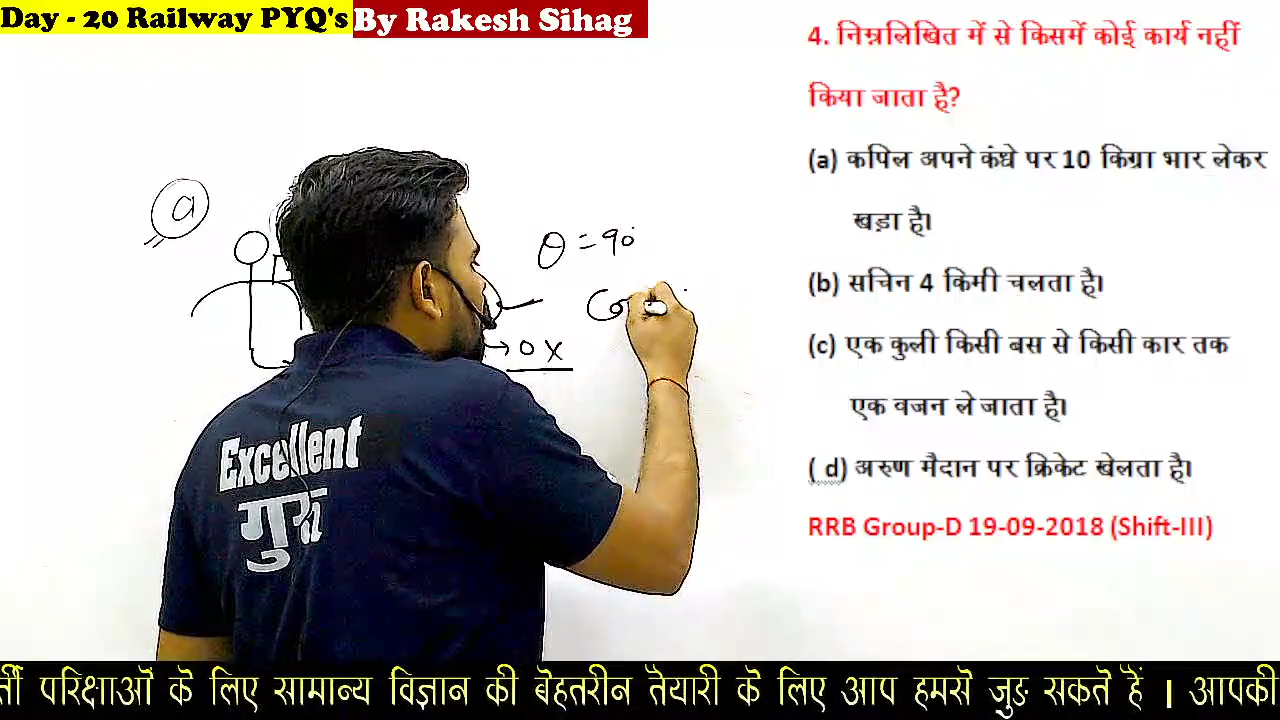 Day - 20 Railway PYQ's By Rakesh Sihag
4. निम्नलिखित में से किसमें कोई कार्य नहीं
किया जाता है?
(a) कपिल अपने कंधे पर 10 किग्रा भार लेकर
खड़ा है।
(b) सचिन 4 किमी चलता है।
(c) एक कुली किसी बस से किसी कार तक
एक वजन ले जाता है।
( d) अरुण मैदान पर क्रिकेट खेलता है।
RRB Group-D 19-09-2018 (Shift-III)
a
θ = 90°
Co
→ 0 X
Excellent
गुरु
र्ती परिक्षाओं के लिए सामान्य विज्ञान की बेहतरीन तैयारी के लिए आप हमसे जुङ सकते हैं । आपकी